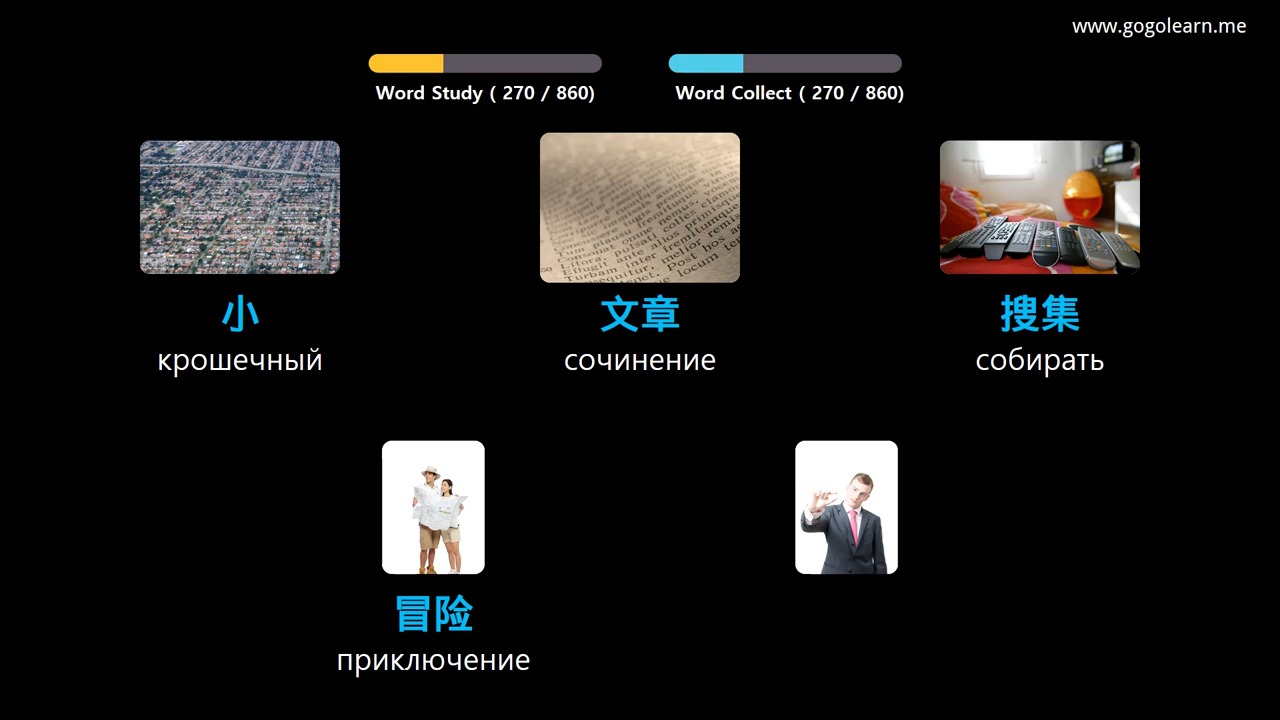 www.gogolearn.me
Word Study ( 270 / 860)
Word Collect ( 270 / 860)
小
крошечный
文章
сочинение
搜集
собирать
冒险
приключение